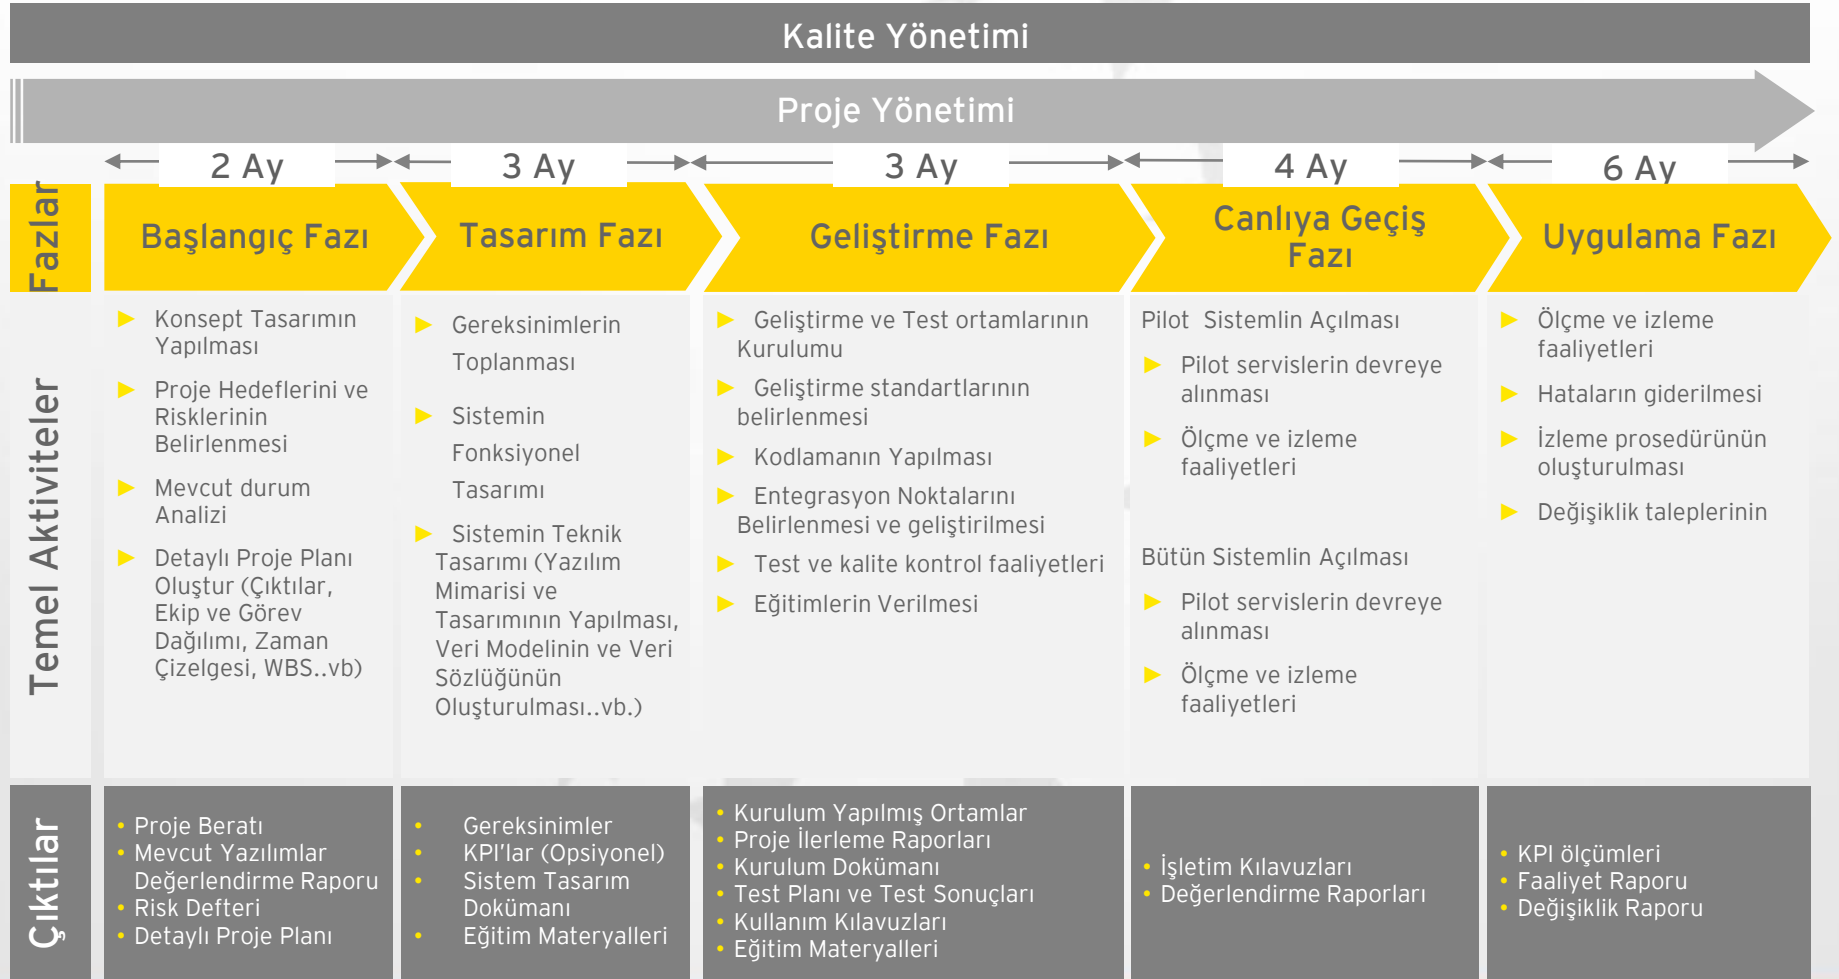 Kalite Yönetimi
Proje Yönetimi
2 Ay
3 Ay
3 Ay
4 Ay
6 Ay
Fazlar
Başlangıç Fazı
Tasarım Fazı
Geliştirme Fazı
Canlıya Geçiş
Fazı
Uygulama Fazı
Temel Aktiviteler
► Konsept Tasarımın
Yapılması
► Proje Hedeflerini ve
Risklerinin
Belirlenmesi
► Mevcut durum
Analizi
► Detaylı Proje Planı
Oluştur (Çıktılar,
Ekip ve Görev
Dağılımı, Zaman
Çizelgesi, WBS..vb)
► Gereksinimlerin
Toplanması
► Sistemin
Fonksiyonel
Tasarımı
► Sistemin Teknik
Tasarımı (Yazılım
Mimarisi ve
Tasarımının Yapılması,
Veri Modelinin ve Veri
Sözlüğünün
Oluşturulması..vb.)
► Geliştirme ve Test ortamlarının
Kurulumu
► Geliştirme standartlarının
belirlenmesi
► Kodlamanın Yapılması
► Entegrasyon Noktalarını
Belirlenmesi ve geliştirilmesi
► Test ve kalite kontrol faaliyetleri
► Eğitimlerin Verilmesi
Pilot Sistemlin Açılması
► Pilot servislerin devreye
alınması
► Ölçme ve izleme
faaliyetleri
Bütün Sistemlin Açılması
► Pilot servislerin devreye
alınması
► Ölçme ve izleme
faaliyetleri
► Ölçme ve izleme
faaliyetleri
► Hataların giderilmesi
► İzleme prosedürünün
oluşturulması
► Değişiklik taleplerinin
Çıktılar
• Proje Beratı
• Mevcut Yazılımlar
Değerlendirme Raporu
• Risk Defteri
• Detaylı Proje Planı
• Gereksinimler
• KPI'lar (Opsiyonel)
• Sistem Tasarım
Dokümanı
• Eğitim Materyalleri
• Kurulum Yapılmış Ortamlar
• Proje İlerleme Raporları
• Kurulum Dokümanı
• Test Planı ve Test Sonuçları
• Kullanım Kılavuzları
• Eğitim Materyalleri
• İşletim Kılavuzları
• Değerlendirme Raporları
• KPI ölçümleri
• Faaliyet Raporu
• Değişiklik Raporu